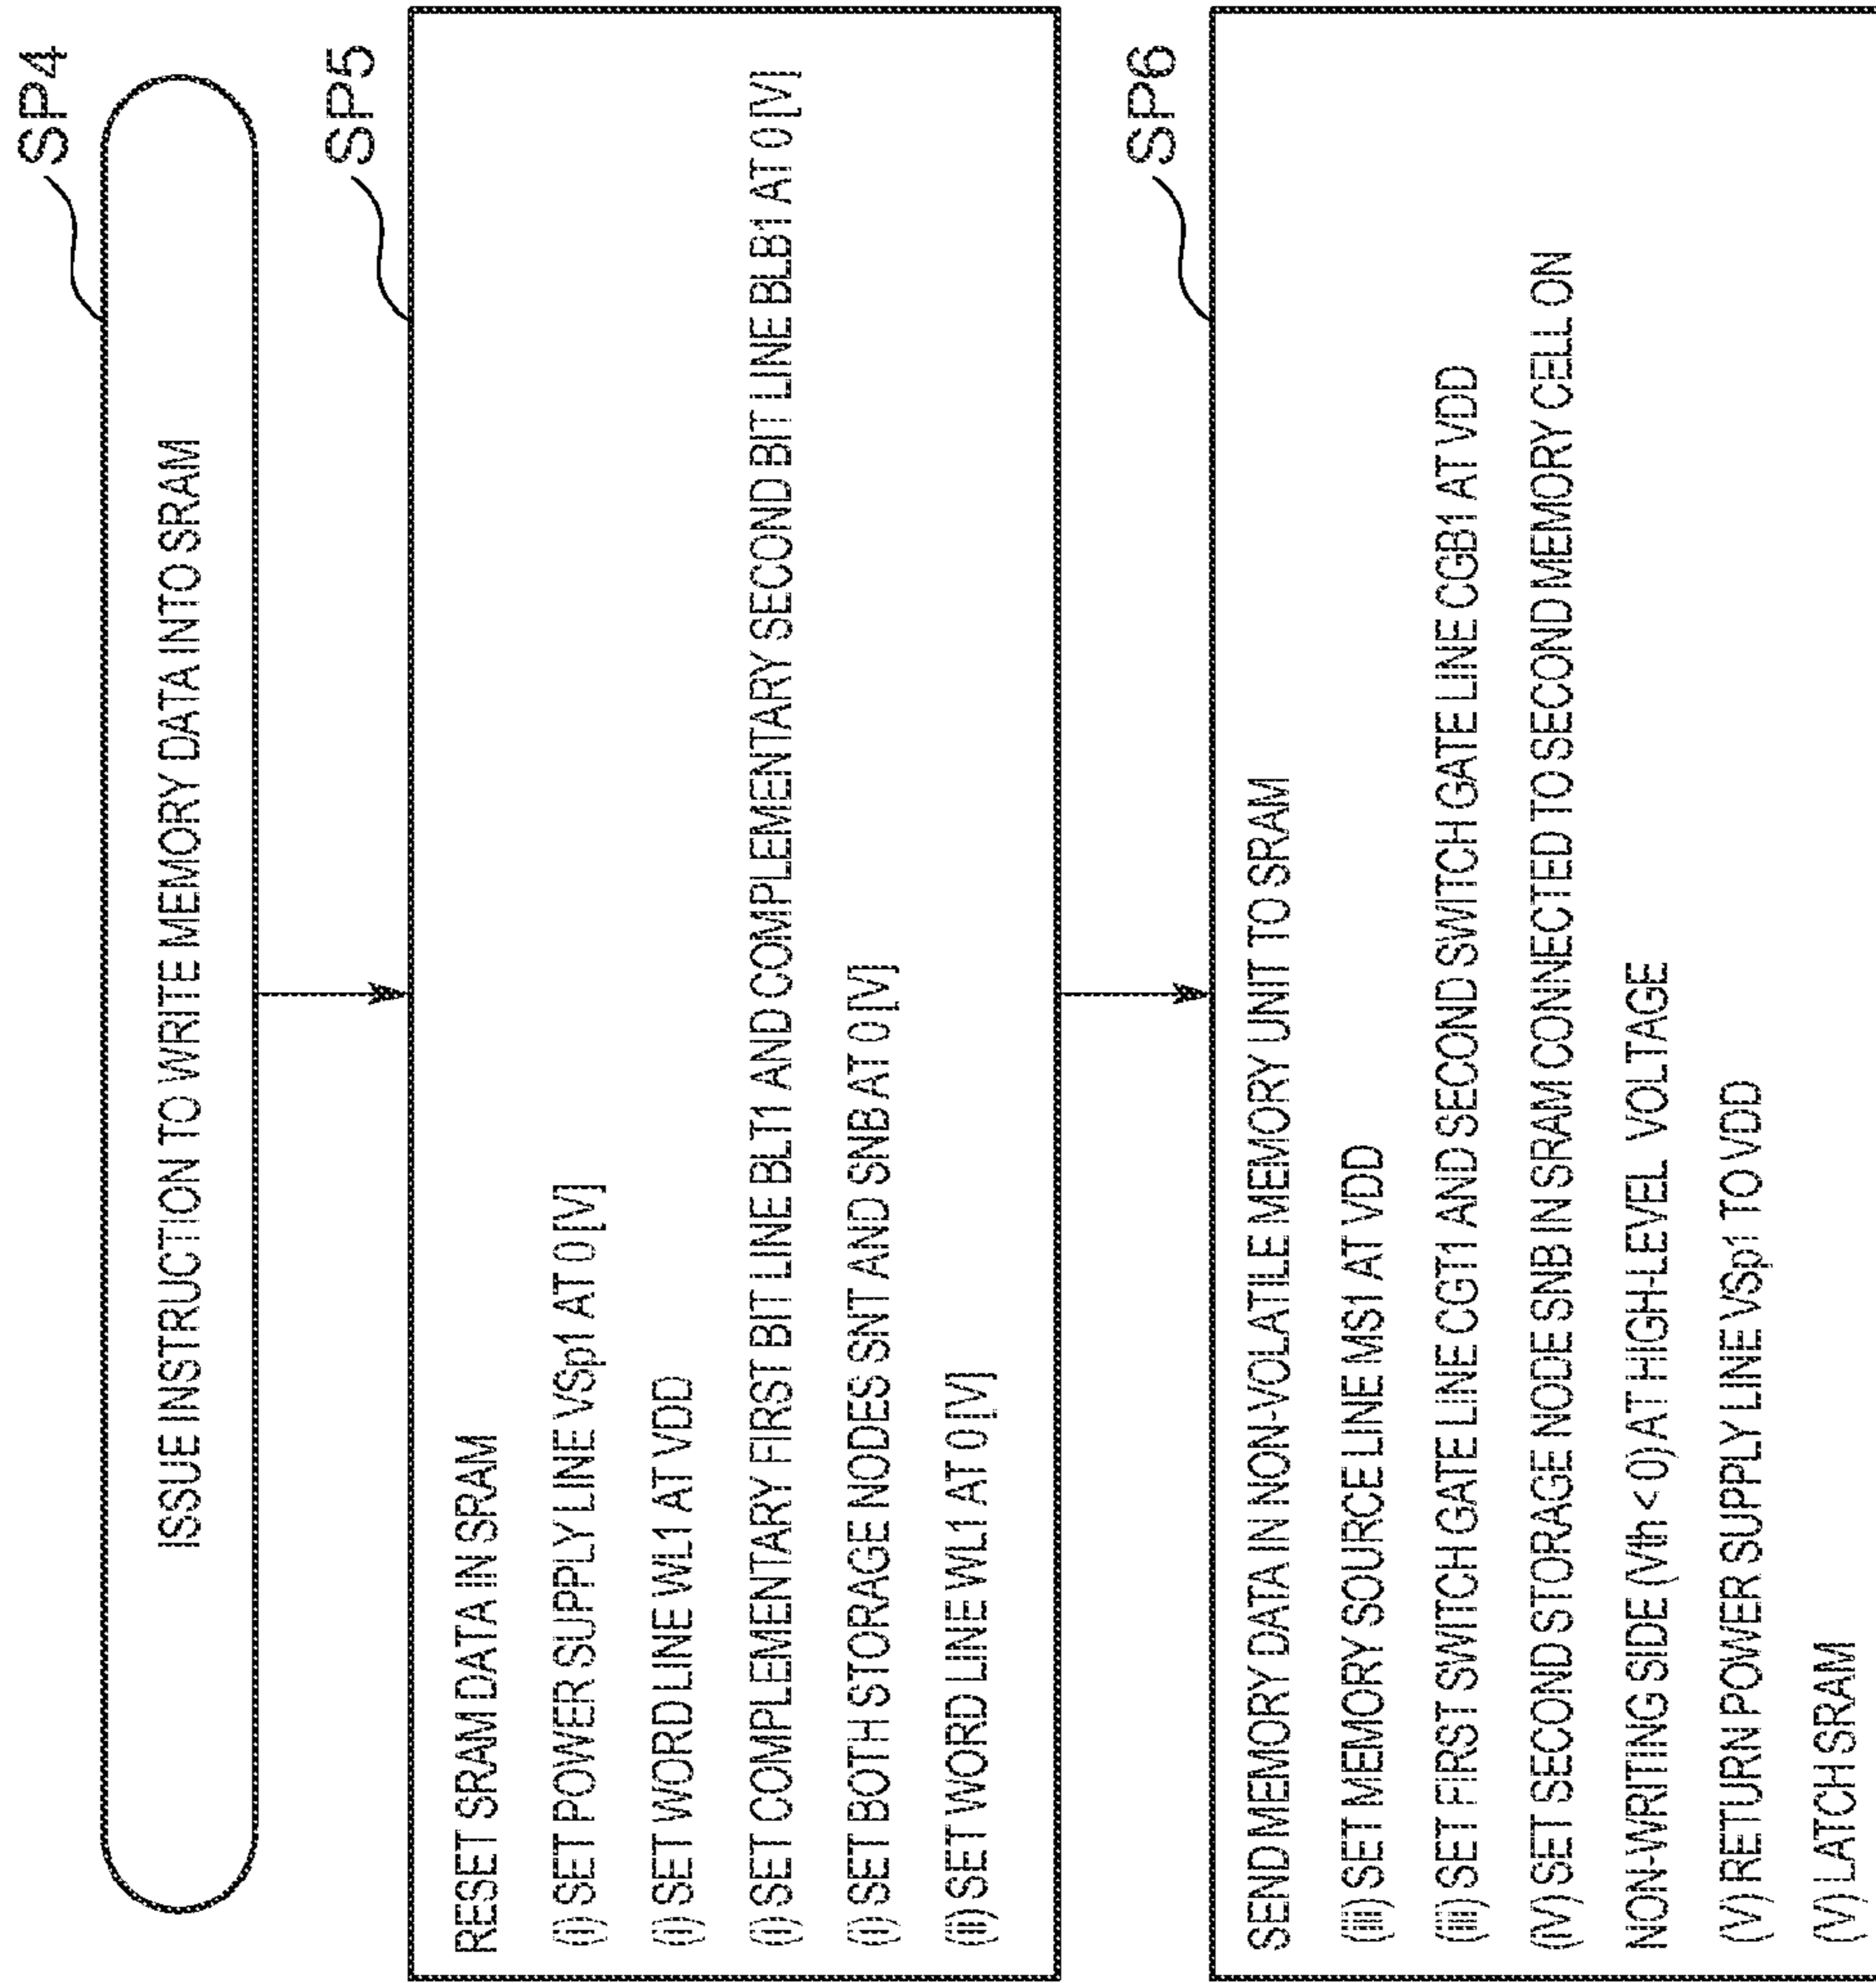 SP4
ISSUE INSTRUCTION TO WRITE MEMORY DATA INTO SRAM
SP5
RESET SRAM DATA IN SRAM
(i) SET POWER SUPPLY LINE VSp1 AT 0 [V]
(i) SET WORD LINE WL1 AT VDD
(i) SET COMPLEMENTARY FIRST BIT LINE BLT1 AND COMPLEMENTARY SECOND BIT LINE BLB1 AT 0 [V]
(i) SET BOTH STORAGE NODES SNT AND SNB AT 0 [V]
(ii) SET WORD LINE WL1 AT 0 [V]
SP6
SEND MEMORY DATA IN NON-VOLATILE MEMORY UNIT TO SRAM
(iii) SET MEMORY SOURCE LINE MS1 AT VDD
(iii) SET FIRST SWITCH GATE LINE CGT1 AND SECOND SWITCH GATE LINE CGB1 AT VDD
(iV) SET SECOND STORAGE NODE SNB IN SRAM CONNECTED TO SECOND MEMORY CELL ON
NON-WRITING SIDE (Vth < 0) AT HIGH-LEVEL VOLTAGE
(V) RETURN POWER SUPPLY LINE VSp1 TO VDD
(V) LATCH SRAM